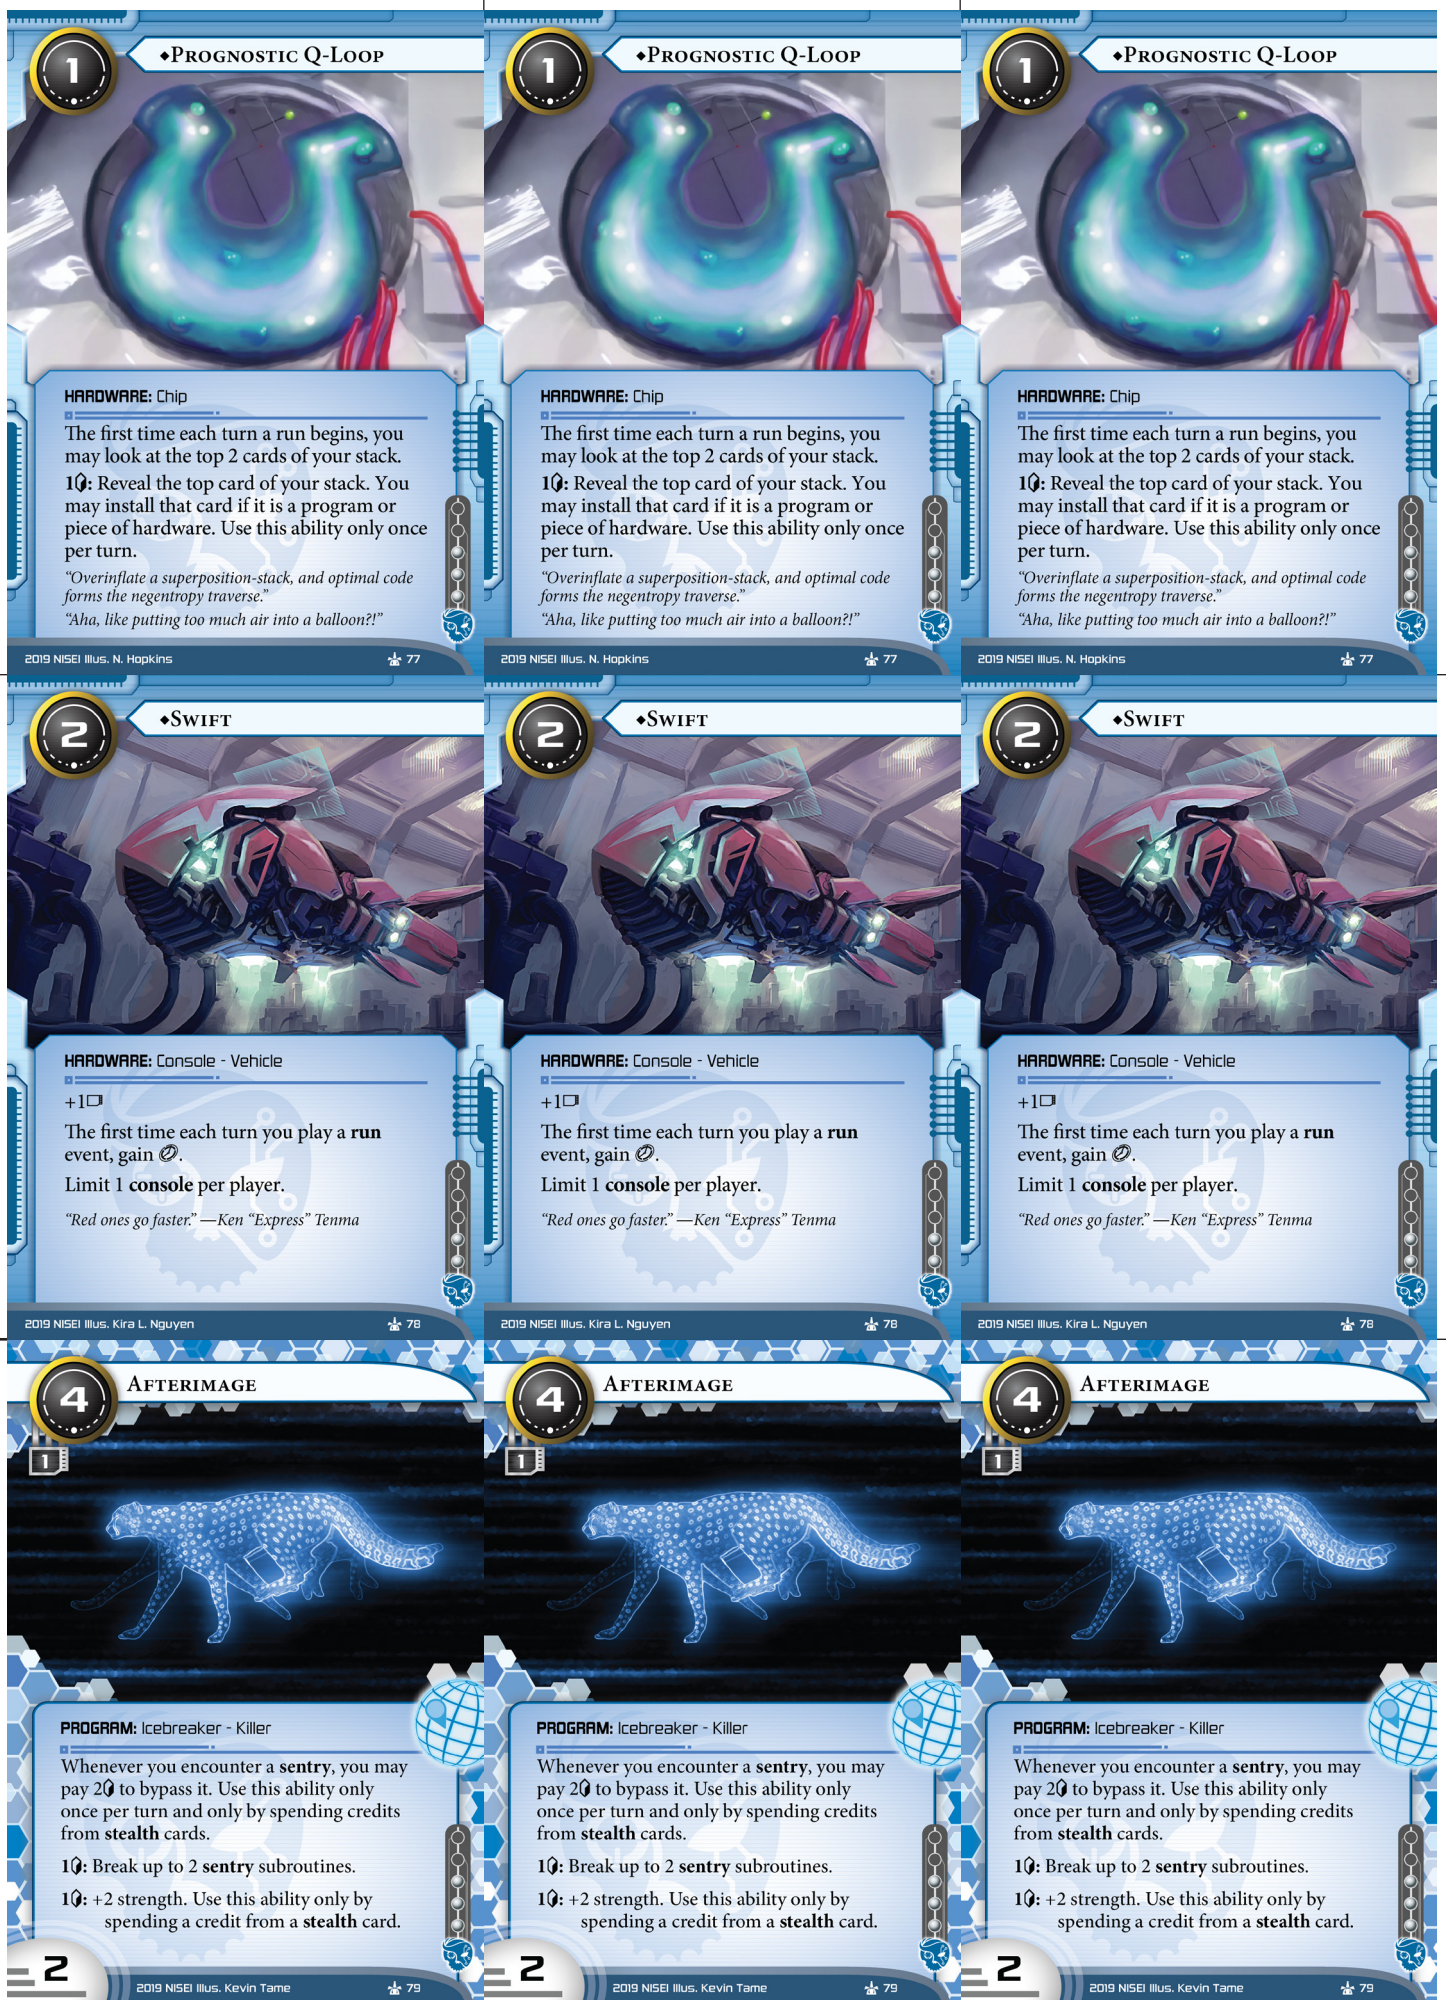 1
◆Prognostic Q-Loop
HARDWARE: Chip
The first time each turn a run begins, you
may look at the top 2 cards of your stack.
1: Reveal the top card of your stack. You
may install that card if it is a program or
piece of hardware. Use this ability only once
per turn.
“Overinflate a superposition-stack, and optimal code
forms the negentropy traverse.”
“Aha, like putting too much air into a balloon?!”
2019 NISEI Illus. N. Hopkins
77
1
◆Prognostic Q-Loop
HARDWARE: Chip
The first time each turn a run begins, you
may look at the top 2 cards of your stack.
1: Reveal the top card of your stack. You
may install that card if it is a program or
piece of hardware. Use this ability only once
per turn.
“Overinflate a superposition-stack, and optimal code
forms the negentropy traverse.”
“Aha, like putting too much air into a balloon?!”
2019 NISEI Illus. N. Hopkins
77
1
◆Prognostic Q-Loop
HARDWARE: Chip
The first time each turn a run begins, you
may look at the top 2 cards of your stack.
1: Reveal the top card of your stack. You
may install that card if it is a program or
piece of hardware. Use this ability only once
per turn.
“Overinflate a superposition-stack, and optimal code
forms the negentropy traverse.”
“Aha, like putting too much air into a balloon?!”
2019 NISEI Illus. N. Hopkins
77
2
◆Swift
HARDWARE: Console - Vehicle
+1
The first time each turn you play a run
event, gain .
Limit 1 console per player.
“Red ones go faster.” —Ken “Express” Tenma
2019 NISEI Illus. Kira L. Nguyen
78
2
◆Swift
HARDWARE: Console - Vehicle
+1
The first time each turn you play a run
event, gain .
Limit 1 console per player.
“Red ones go faster.” —Ken “Express” Tenma
2019 NISEI Illus. Kira L. Nguyen
78
2
◆Swift
HARDWARE: Console - Vehicle
+1
The first time each turn you play a run
event, gain .
Limit 1 console per player.
“Red ones go faster.” —Ken “Express” Tenma
2019 NISEI Illus. Kira L. Nguyen
78
4
Afterimage
1
PROGRAM: Icebreaker - Killer
Whenever you encounter a sentry, you may
pay 2 to bypass it. Use this ability only
once per turn and only by spending credits
from stealth cards.
1: Break up to 2 sentry subroutines.
1: +2 strength. Use this ability only by
spending a credit from a stealth card.
2
2019 NISEI Illus. Kevin Tame
79
4
Afterimage
1
PROGRAM: Icebreaker - Killer
Whenever you encounter a sentry, you may
pay 2 to bypass it. Use this ability only
once per turn and only by spending credits
from stealth cards.
1: Break up to 2 sentry subroutines.
1: +2 strength. Use this ability only by
spending a credit from a stealth card.
2
2019 NISEI Illus. Kevin Tame
79
4
Afterimage
1
PROGRAM: Icebreaker - Killer
Whenever you encounter a sentry, you may
pay 2 to bypass it. Use this ability only
once per turn and only by spending credits
from stealth cards.
1: Break up to 2 sentry subroutines.
1: +2 strength. Use this ability only by
spending a credit from a stealth card.
2
2019 NISEI Illus. Kevin Tame
79